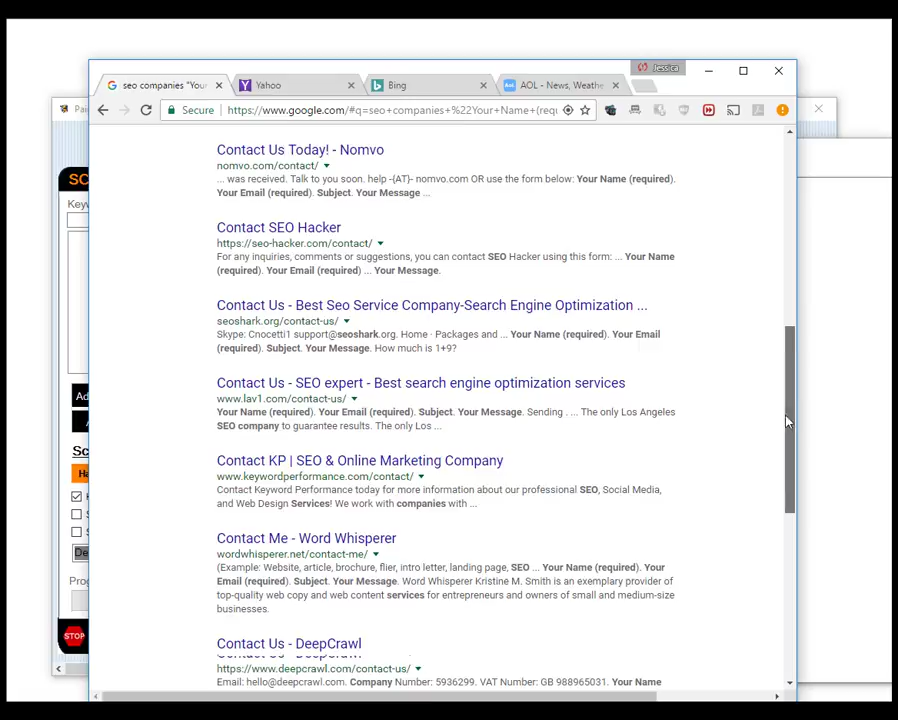 Jessica
seo companies "Your
Yahoo
Bing
AOL - News, Weathe
Secure
https://www.google.com/#q=seo+companies+%22Your+Name+(requ
Contact Us Today! - Nomvo
nomvo.com/contact/
... was received. Talk to you soon. help -{AT}- nomvo.com OR use the form below: Your Name (required).
Your Email (required). Subject. Your Message ...
Contact SEO Hacker
https://seo-hacker.com/contact/
For any inquiries, comments or suggestions, you can contact SEO Hacker using this form: ... Your Name
(required). Your Email (required) ... Your Message.
Contact Us - Best Seo Service Company-Search Engine Optimization ...
seoshark.org/contact-us/
Skype: Cnocetti1 support@seoshark.org. Home · Packages and ... Your Name (required). Your Email
(required). Subject. Your Message. How much is 1+9?
Contact Us - SEO expert - Best search engine optimization services
www.lav1.com/contact-us/
Your Name (required). Your Email (required). Subject. Your Message. Sending . ... The only Los Angeles
SEO company to guarantee results. The only Los ...
Contact KP | SEO & Online Marketing Company
www.keywordperformance.com/contact/
Contact Keyword Performance today for more information about our professional SEO, Social Media,
and Web Design Services! We work with companies with ...
Contact Me - Word Whisperer
wordwhisperer.net/contact-me/
(Example: Website, article, brochure, flier, intro letter, landing page, SEO ... Your Name (required). Your
Email (required). Subject. Your Message. Word Whisperer Kristine M. Smith is an exemplary provider of
top-quality web copy and web content services for entrepreneurs and owners of small and medium-size
businesses.
Contact Us - DeepCrawl
https://www.deepcrawl.com/contact-us/
Email: hello@deepcrawl.com. Company Number: 5936299. VAT Number: GB 988965031. Your Name
Pai
SC
Keyw
Ad
A
Sc
Ha
De
Prog
STOP